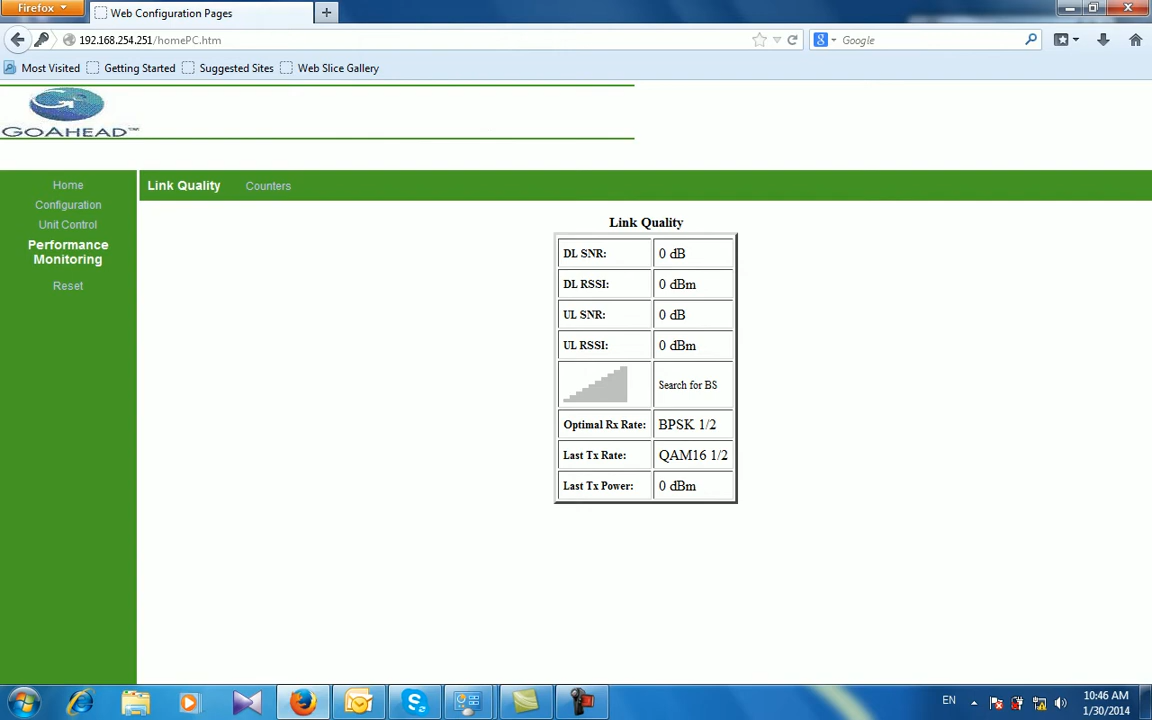 Firefox
Web Configuration Pages
192.168.254.251/homePC.htm
Google
Most Visited
Getting Started
Suggested Sites
Web Slice Gallery
GOAHEAD™
Home
Configuration
Unit Control
Performance
Monitoring
Reset
Link Quality
Counters
Link Quality
DL SNR: 0 dB
DL RSSI: 0 dBm
UL SNR: 0 dB
UL RSSI: 0 dBm
Search for BS
Optimal Rx Rate: BPSK 1/2
Last Tx Rate: QAM16 1/2
Last Tx Power: 0 dBm
EN
10:46 AM
1/30/2014